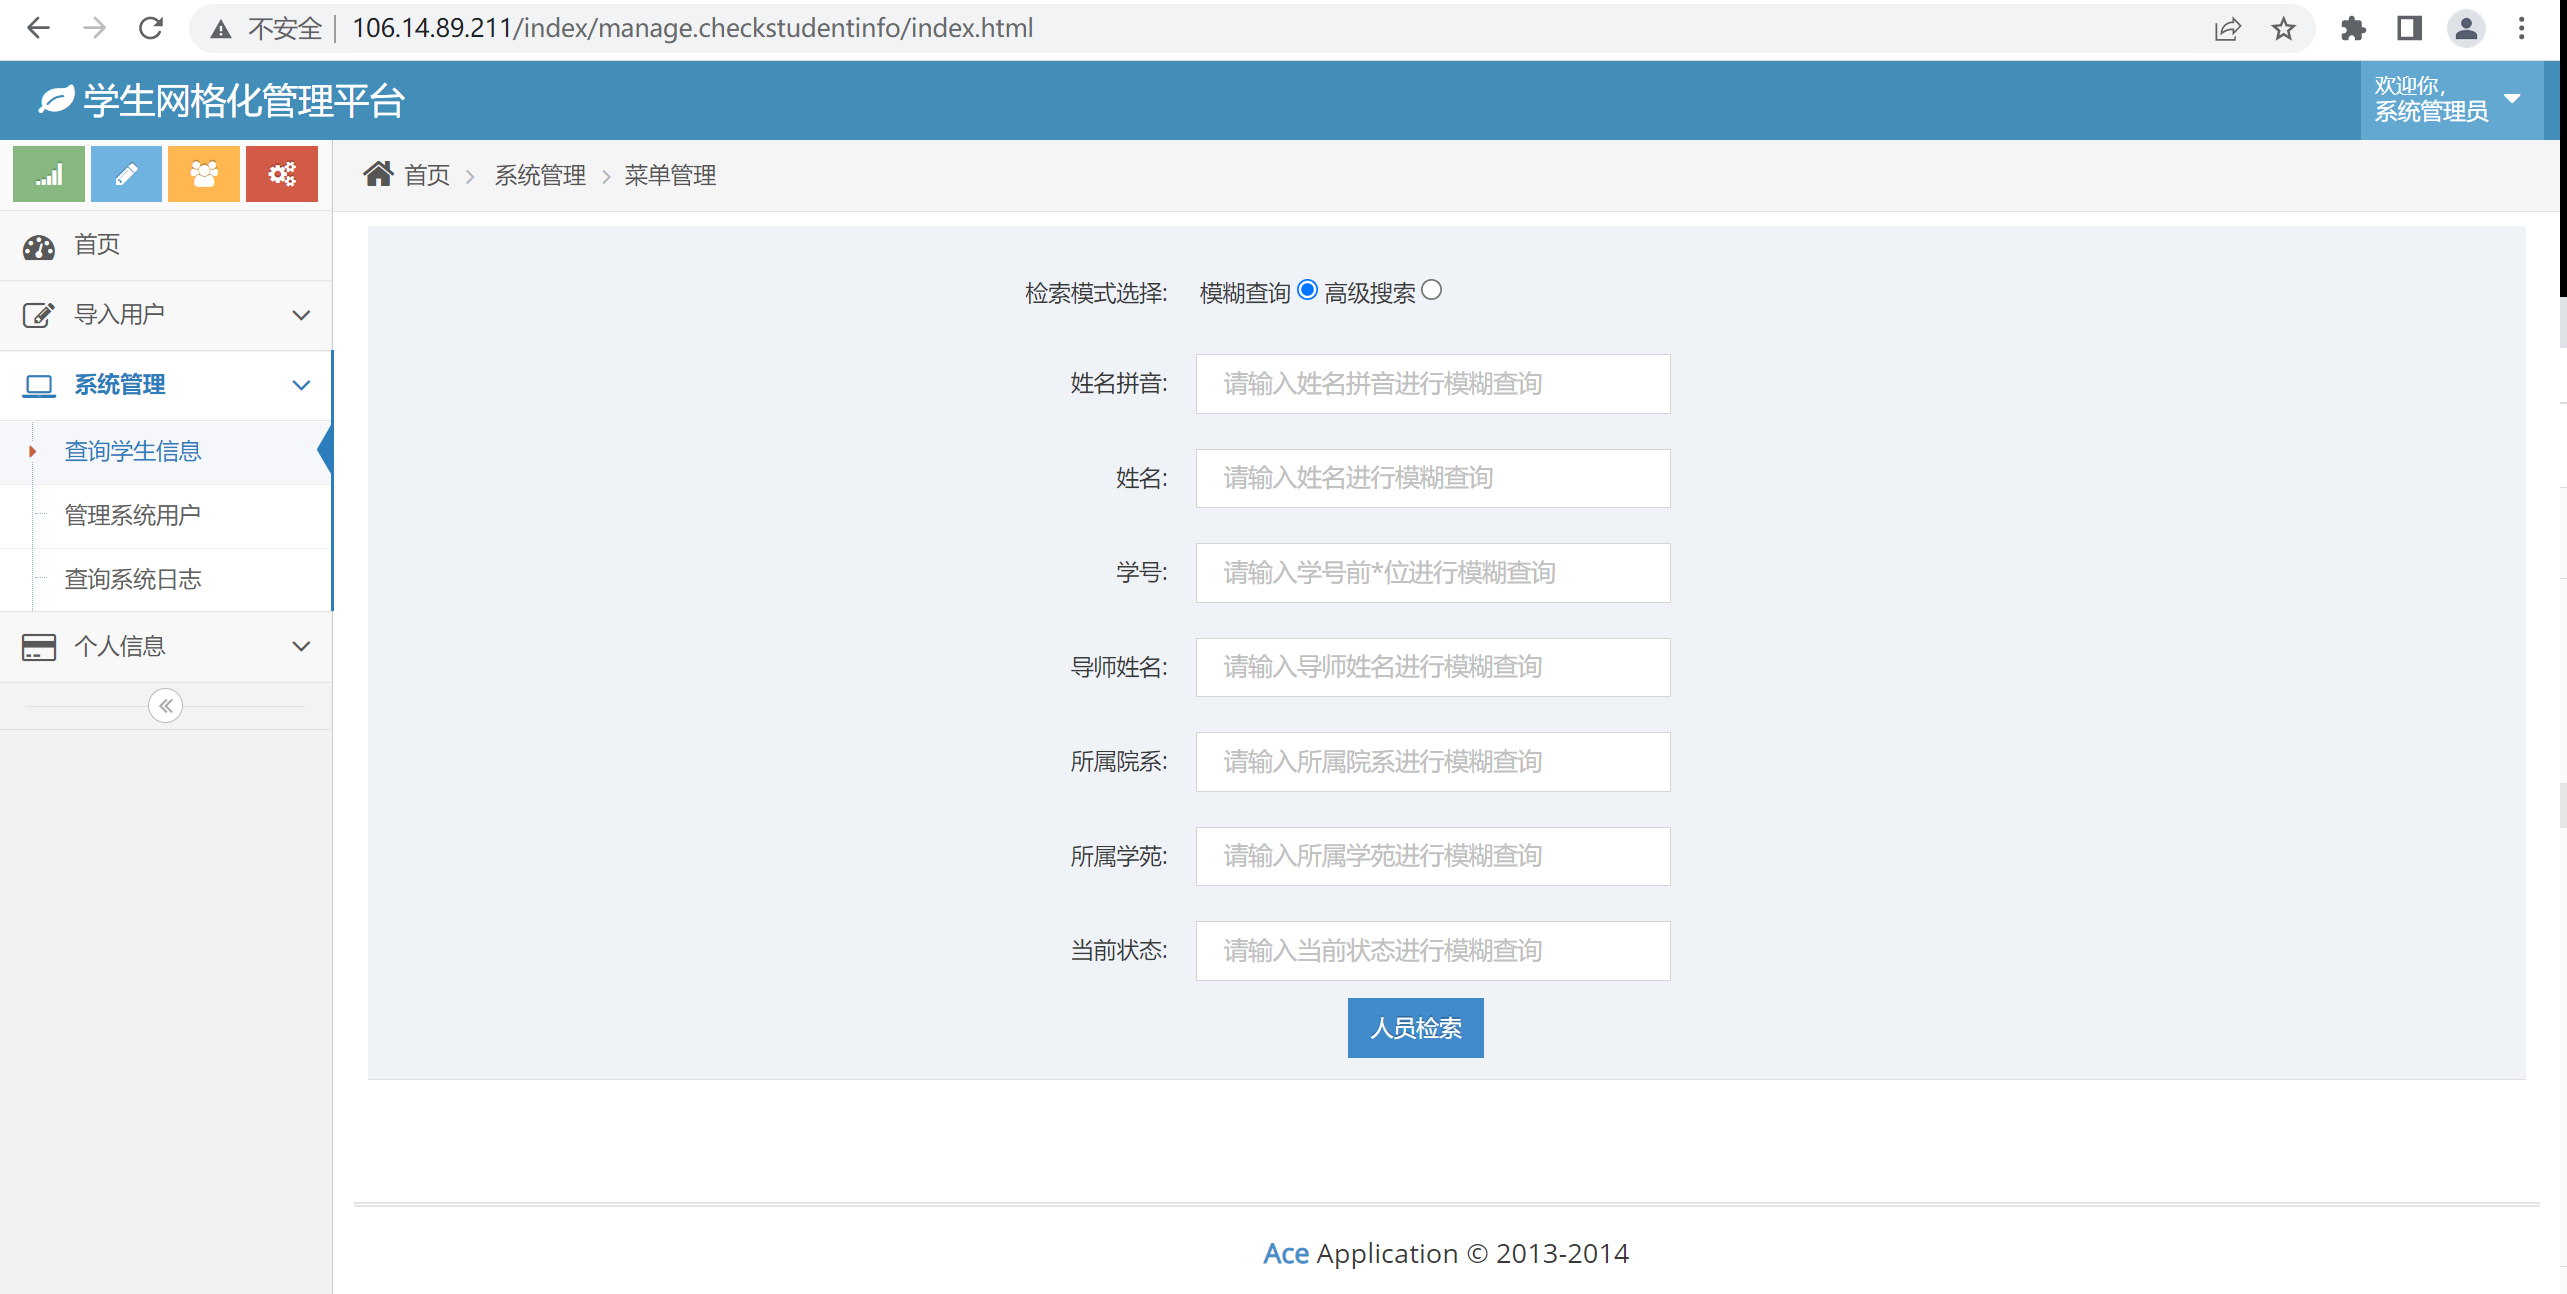 不安全 106.14.89.211/index/manage.checkstudentinfo/index.html
学生网格化管理平台
欢迎你,
系统管理员
首页 系统管理 菜单管理
首页
导入用户
系统管理
查询学生信息
管理系统用户
查询系统日志
个人信息
检索模式选择: 模糊查询 高级搜索
姓名拼音: 请输入姓名拼音进行模糊查询
姓名: 请输入姓名进行模糊查询
学号: 请输入学号前*位进行模糊查询
导师姓名: 请输入导师姓名进行模糊查询
所属院系: 请输入所属院系进行模糊查询
所属学苑: 请输入所属学苑进行模糊查询
当前状态: 请输入当前状态进行模糊查询
人员检索
Ace Application © 2013-2014